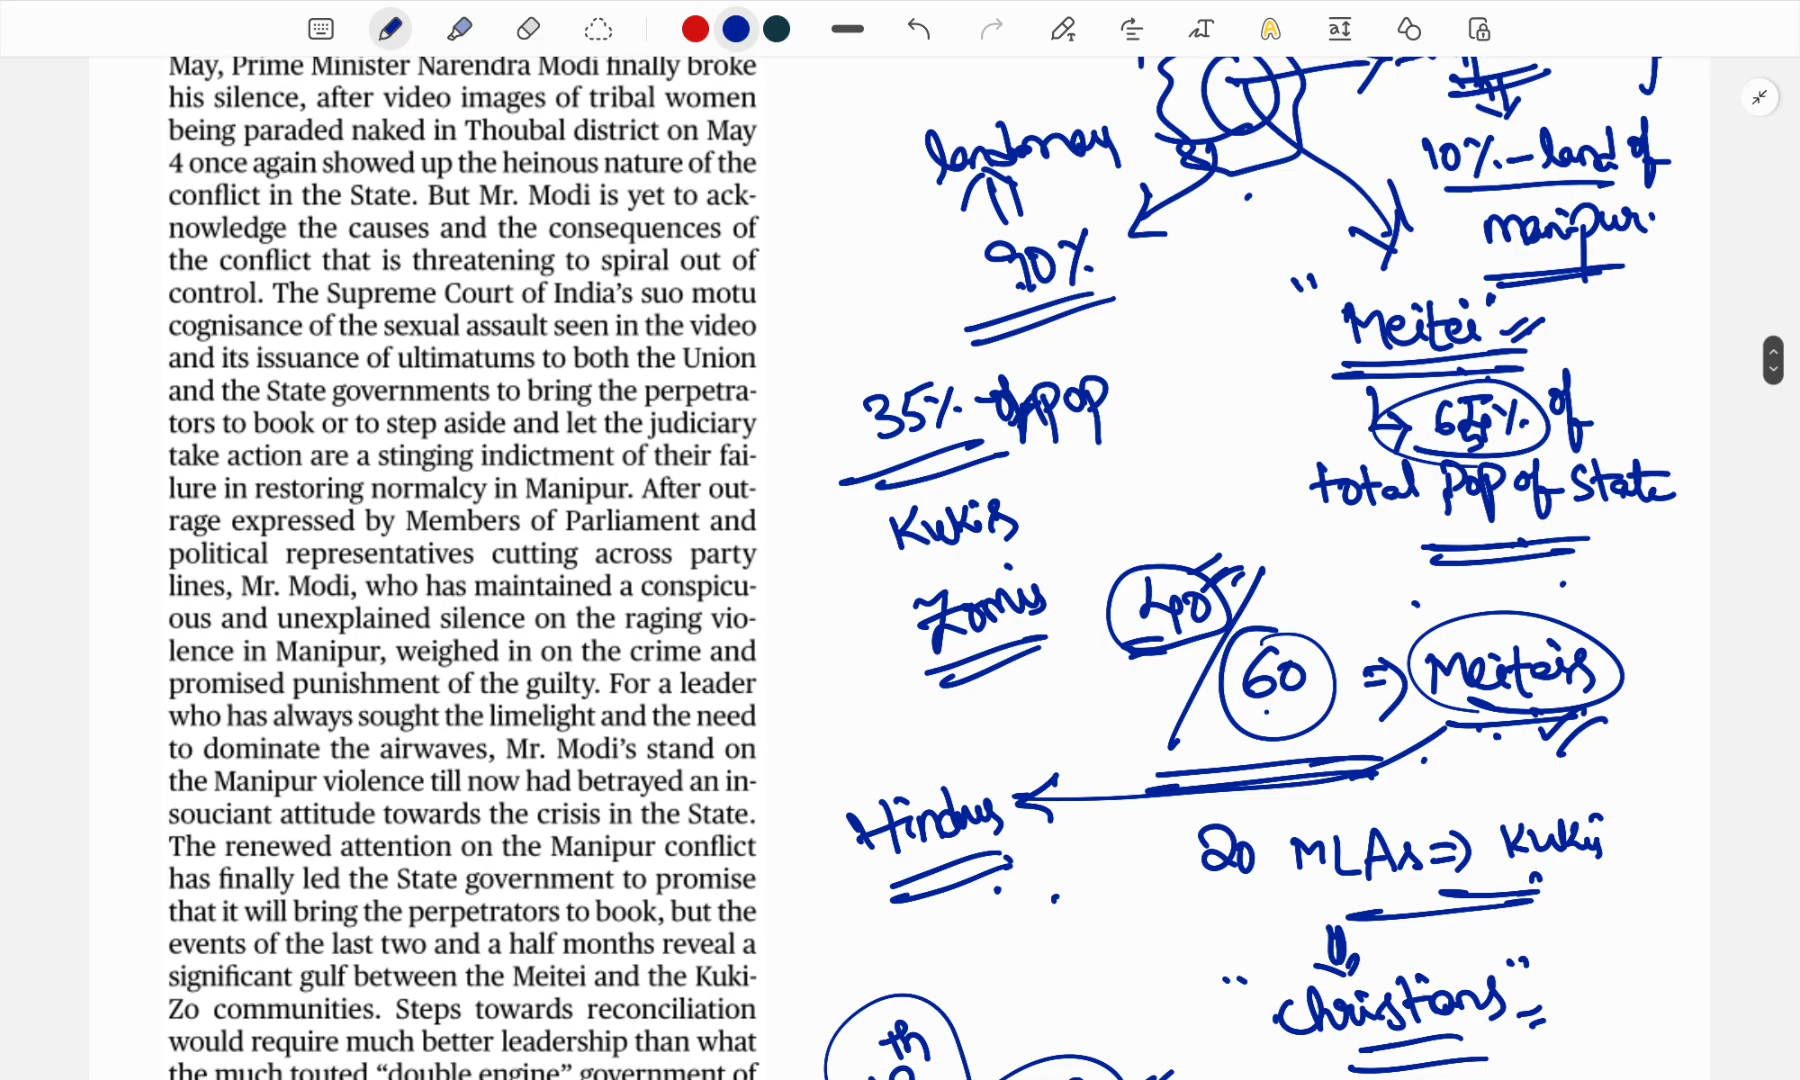 May, Prime Minister Narendra Modi finally broke
his silence, after video images of tribal women
being paraded naked in Thoubal district on May
4 once again showed up the heinous nature of the
conflict in the State. But Mr. Modi is yet to ack-
nowledge the causes and the consequences of
the conflict that is threatening to spiral out of
control. The Supreme Court of India's suo motu
cognisance of the sexual assault seen in the video
and its issuance of ultimatums to both the Union
and the State governments to bring the perpetra-
tors to book or to step aside and let the judiciary
take action are a stinging indictment of their fai-
lure in restoring normalcy in Manipur. After out-
rage expressed by Members of Parliament and
political representatives cutting across party
lines, Mr. Modi, who has maintained a conspicu-
ous and unexplained silence on the raging vio-
lence in Manipur, weighed in on the crime and
promised punishment of the guilty. For a leader
who has always sought the limelight and the need
to dominate the airwaves, Mr. Modi's stand on
the Manipur violence till now had betrayed an in-
souciant attitude towards the crisis in the State.
The renewed attention on the Manipur conflict
has finally led the State government to promise
that it will bring the perpetrators to book, but the
events of the last two and a half months reveal a
significant gulf between the Meitei and the Kuki-
Zo communities. Steps towards reconciliation
would require much better leadership than what
the much touted "double engine" government of
10% - land of
manipur.
90%
"Meitei"
35% - of pop
of
total pop of State
Kukis
Zomis
40
60 => Meiteis
Hindus
20 MLAs => Kuki
"Christians"
th